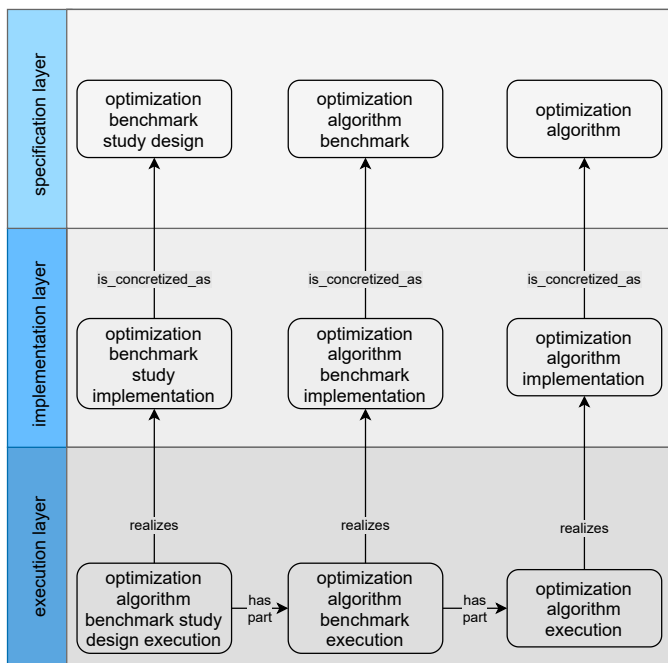 specification layer
optimization
benchmark
study design
optimization
algorithm
benchmark
optimization
algorithm
implementation layer
is_concretized_as
is_concretized_as
is_concretized_as
optimization
benchmark
study
implementation
optimization
algorithm
benchmark
implementation
optimization
algorithm
implementation
execution layer
realizes
realizes
realizes
optimization
algorithm
benchmark study
design execution
has
part
optimization
algorithm
benchmark
execution
has
part
optimization
algorithm
execution